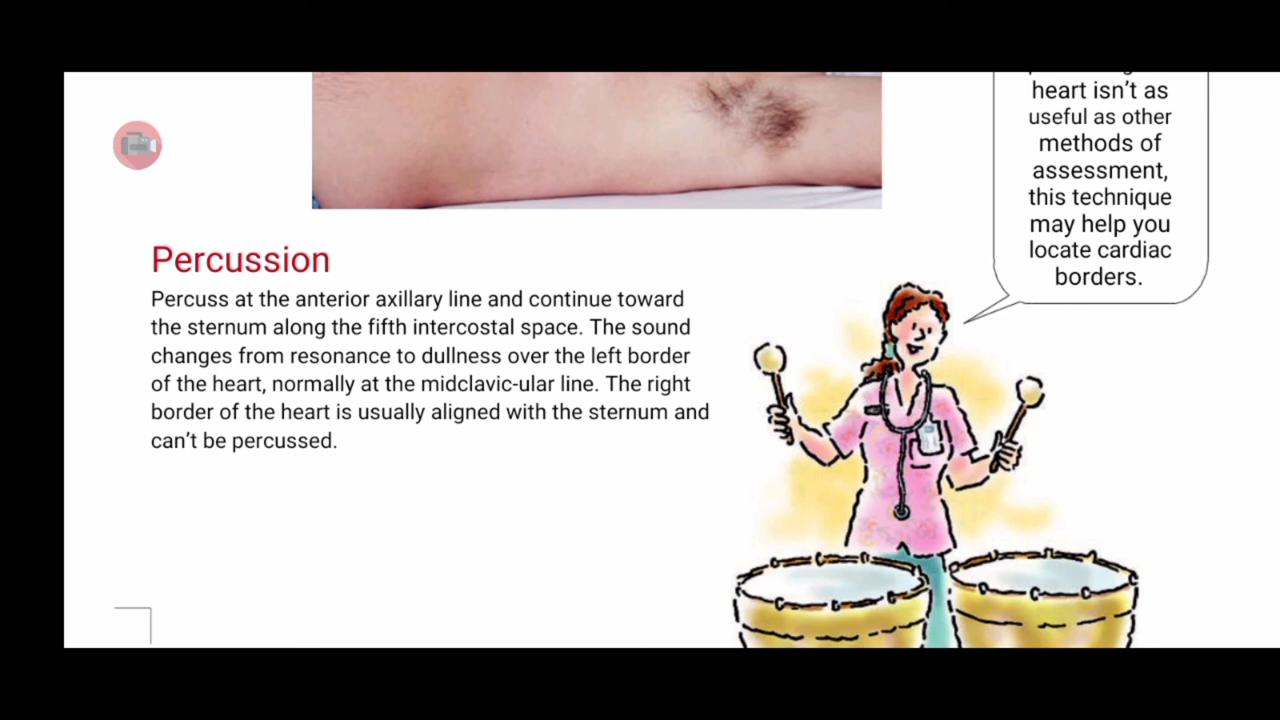 heart isn’t as
useful as other
methods of
assessment,
this technique
may help you
locate cardiac
borders.
Percussion
Percuss at the anterior axillary line and continue toward
the sternum along the fifth intercostal space. The sound
changes from resonance to dullness over the left border
of the heart, normally at the midclavic-ular line. The right
border of the heart is usually aligned with the sternum and
can’t be percussed.